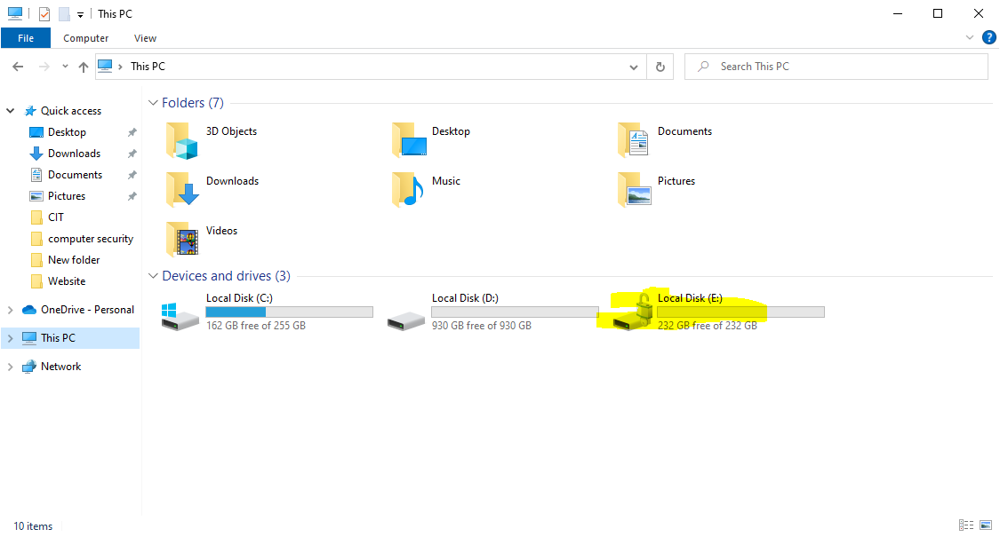 This PC
File
Computer
View
This PC
Search This PC
Quick access
Desktop
Downloads
Documents
Pictures
CIT
computer security
New folder
Website
OneDrive - Personal
This PC
Network
Folders (7)
3D Objects
Desktop
Documents
Downloads
Music
Pictures
Videos
Devices and drives (3)
Local Disk (C:)
162 GB free of 255 GB
Local Disk (D:)
930 GB free of 930 GB
Local Disk (E:)
232 GB free of 232 GB
10 items